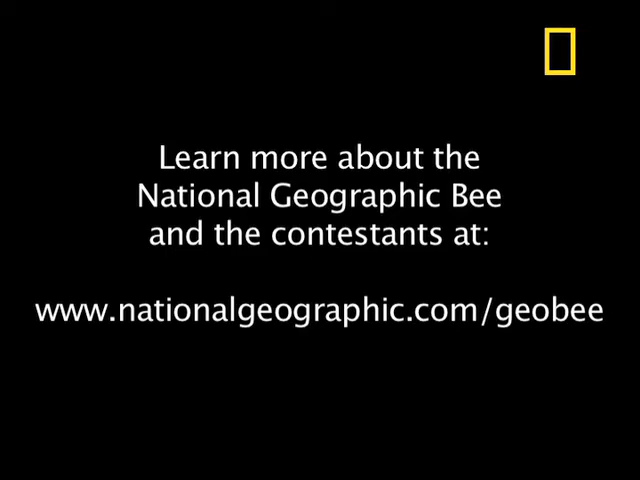 Learn more about the
National Geographic Bee
and the contestants at:
www.nationalgeographic.com/geobee